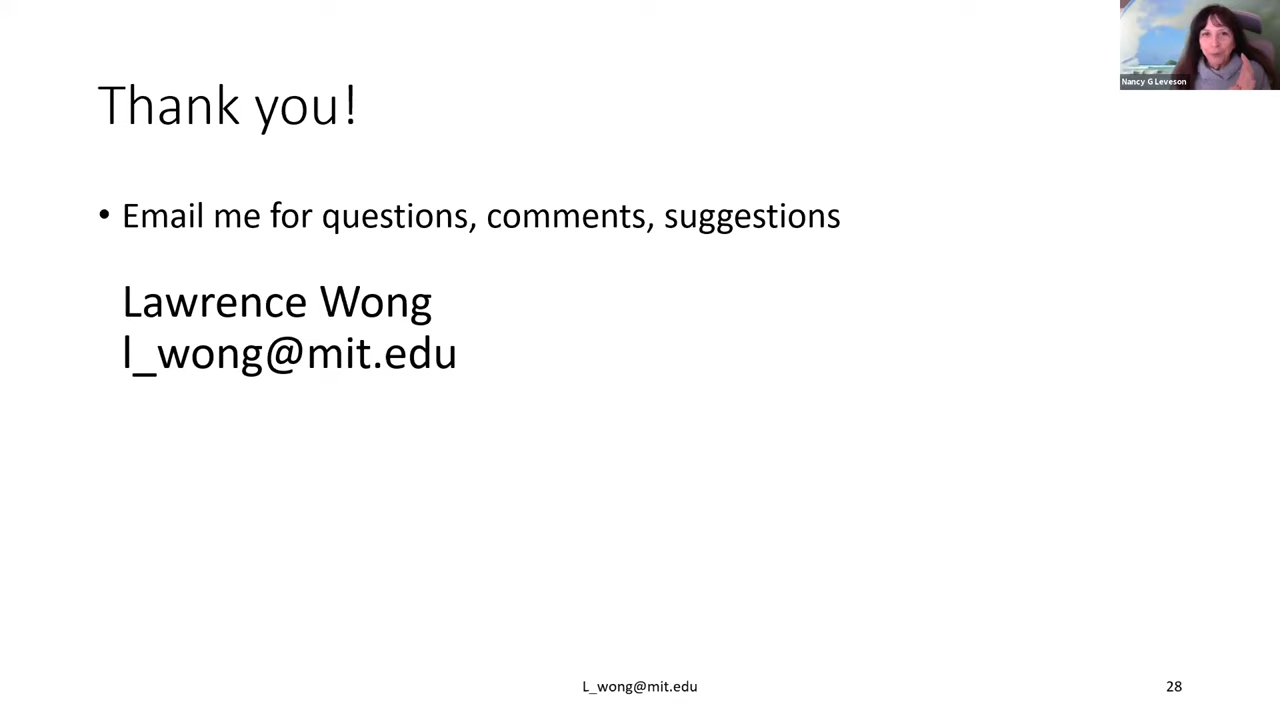 Nancy G Leveson
Thank you!
• Email me for questions, comments, suggestions
Lawrence Wong
l_wong@mit.edu
L_wong@mit.edu
28